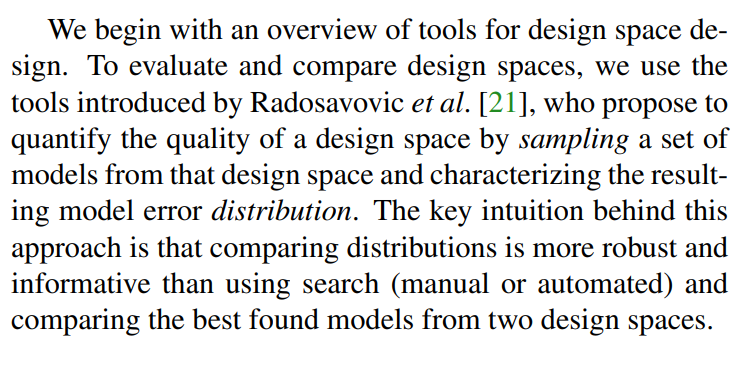 We begin with an overview of tools for design space de-
sign. To evaluate and compare design spaces, we use the
tools introduced by Radosavovic et al. [21], who propose to
quantify the quality of a design space by sampling a set of
models from that design space and characterizing the result-
ing model error distribution. The key intuition behind this
approach is that comparing distributions is more robust and
informative than using search (manual or automated) and
comparing the best found models from two design spaces.